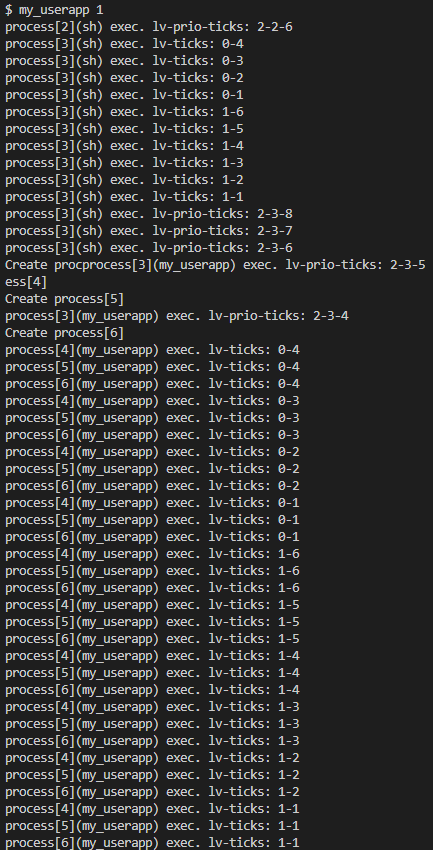 $ my_userapp 1
process[2](sh) exec. lv-prio-ticks: 2-2-6
process[3](sh) exec. lv-ticks: 0-4
process[3](sh) exec. lv-ticks: 0-3
process[3](sh) exec. lv-ticks: 0-2
process[3](sh) exec. lv-ticks: 0-1
process[3](sh) exec. lv-ticks: 1-6
process[3](sh) exec. lv-ticks: 1-5
process[3](sh) exec. lv-ticks: 1-4
process[3](sh) exec. lv-ticks: 1-3
process[3](sh) exec. lv-ticks: 1-2
process[3](sh) exec. lv-ticks: 1-1
process[3](sh) exec. lv-prio-ticks: 2-3-8
process[3](sh) exec. lv-prio-ticks: 2-3-7
process[3](sh) exec. lv-prio-ticks: 2-3-6
Create procprocess[3](my_userapp) exec. lv-prio-ticks: 2-3-5
ess[4]
Create process[5]
process[3](my_userapp) exec. lv-prio-ticks: 2-3-4
Create process[6]
process[4](my_userapp) exec. lv-ticks: 0-4
process[5](my_userapp) exec. lv-ticks: 0-4
process[6](my_userapp) exec. lv-ticks: 0-4
process[4](my_userapp) exec. lv-ticks: 0-3
process[5](my_userapp) exec. lv-ticks: 0-3
process[6](my_userapp) exec. lv-ticks: 0-3
process[4](my_userapp) exec. lv-ticks: 0-2
process[5](my_userapp) exec. lv-ticks: 0-2
process[6](my_userapp) exec. lv-ticks: 0-2
process[4](my_userapp) exec. lv-ticks: 0-1
process[5](my_userapp) exec. lv-ticks: 0-1
process[6](my_userapp) exec. lv-ticks: 0-1
process[4](my_userapp) exec. lv-ticks: 1-6
process[5](my_userapp) exec. lv-ticks: 1-6
process[6](my_userapp) exec. lv-ticks: 1-6
process[4](my_userapp) exec. lv-ticks: 1-5
process[5](my_userapp) exec. lv-ticks: 1-5
process[6](my_userapp) exec. lv-ticks: 1-5
process[4](my_userapp) exec. lv-ticks: 1-4
process[5](my_userapp) exec. lv-ticks: 1-4
process[6](my_userapp) exec. lv-ticks: 1-4
process[4](my_userapp) exec. lv-ticks: 1-3
process[5](my_userapp) exec. lv-ticks: 1-3
process[6](my_userapp) exec. lv-ticks: 1-3
process[4](my_userapp) exec. lv-ticks: 1-2
process[5](my_userapp) exec. lv-ticks: 1-2
process[6](my_userapp) exec. lv-ticks: 1-2
process[4](my_userapp) exec. lv-ticks: 1-1
process[5](my_userapp) exec. lv-ticks: 1-1
process[6](my_userapp) exec. lv-ticks: 1-1